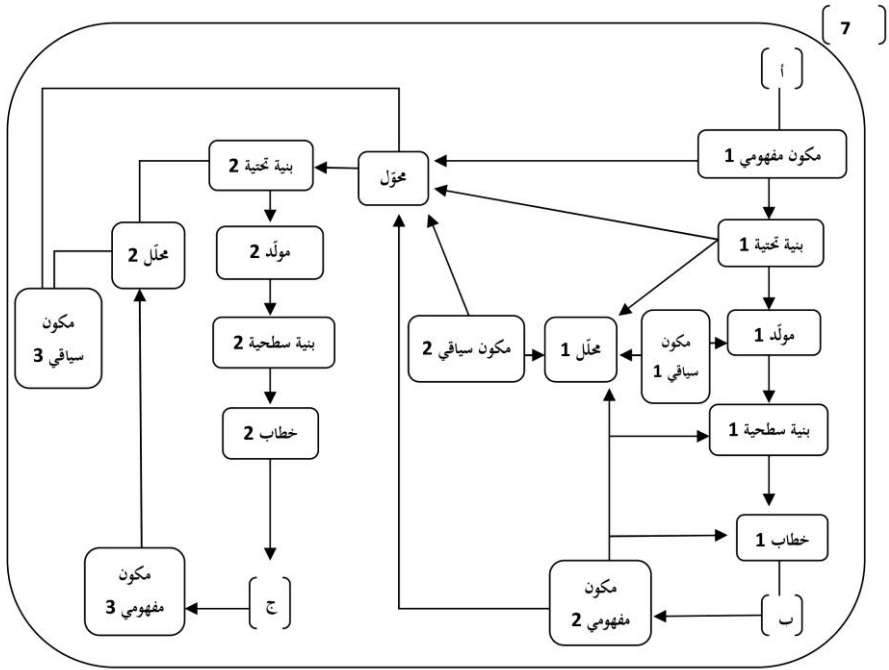 [ 7 ]
[ أ ]
مكون مفهومي 1
بنية تحتية 2
محوّل
بنية تحتية 1
محلّل 2
مولّد 2
مكون
سياقي 3
بنية سطحية 2
مكون سياقي 2
محلّل 1
مكون
سياقي 1
مولّد 1
خطاب 2
بنية سطحية 1
خطاب 1
مكون
مفهومي 3
[ ج ]
مكون
مفهومي 2
[ ب ]